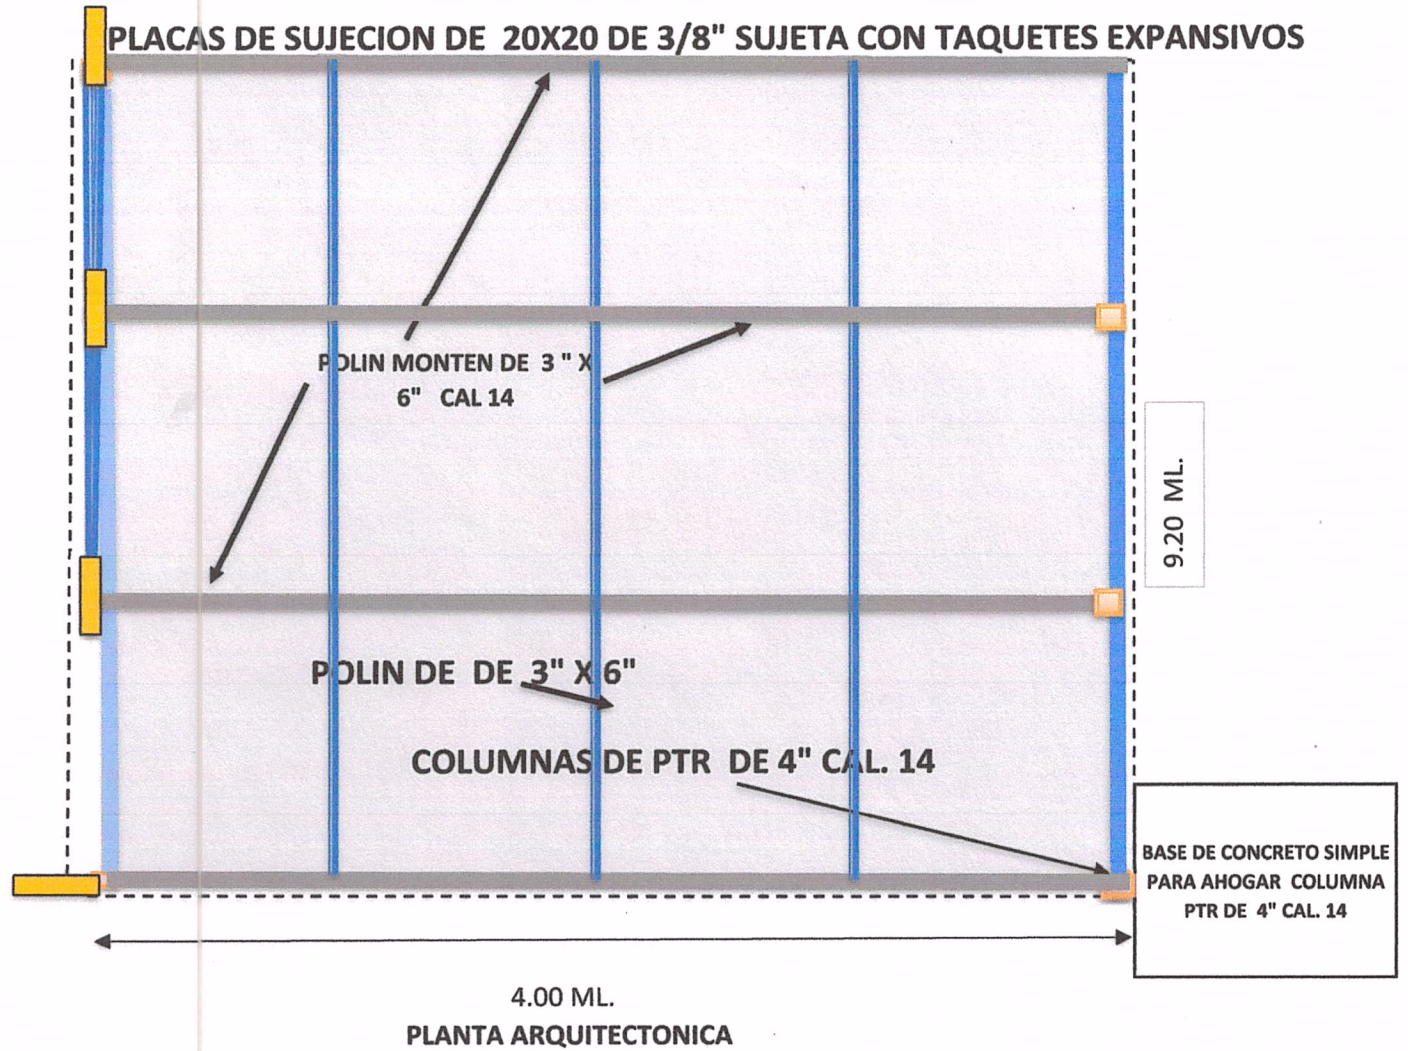 PLACAS DE SUJECION DE 20X20 DE 3/8" SUJETA CON TAQUETES EXPANSIVOS
POLIN MONTEN DE 3 " X
6" CAL 14
9.20 ML.
POLIN DE DE 3" X 6"
COLUMNAS DE PTR DE 4" CAL. 14
BASE DE CONCRETO SIMPLE
PARA AHOGAR COLUMNA
PTR DE 4" CAL. 14
4.00 ML.
PLANTA ARQUITECTONICA